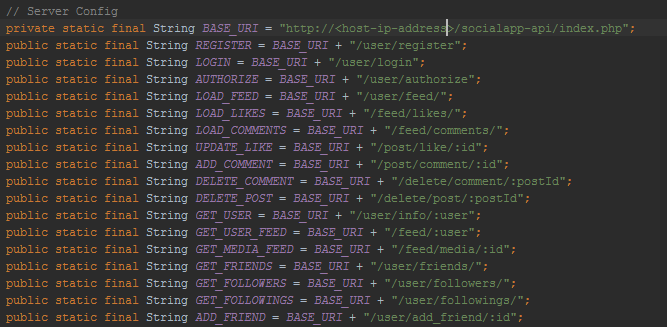 // Server Config
private static final String BASE_URI = "http://<host-ip-address>/socialapp-api/index.php";
public static final String REGISTER = BASE_URI + "/user/register";
public static final String LOGIN = BASE_URI + "/user/login";
public static final String AUTHORIZE = BASE_URI + "/user/authorize";
public static final String LOAD_FEED = BASE_URI + "/user/feed/";
public static final String LOAD_LIKES = BASE_URI + "/feed/likes/";
public static final String LOAD_COMMENTS = BASE_URI + "/feed/comments/";
public static final String UPDATE_LIKE = BASE_URI + "/post/like/:id";
public static final String ADD_COMMENT = BASE_URI + "/post/comment/:id";
public static final String DELETE_COMMENT = BASE_URI + "/delete/comment/:postId";
public static final String DELETE_POST = BASE_URI + "/delete/post/:postId";
public static final String GET_USER = BASE_URI + "/user/info/:user";
public static final String GET_USER_FEED = BASE_URI + "/feed/:user";
public static final String GET_MEDIA_FEED = BASE_URI + "/feed/media/:id";
public static final String GET_FRIENDS = BASE_URI + "/user/friends/";
public static final String GET_FOLLOWERS = BASE_URI + "/user/followers/";
public static final String GET_FOLLOWINGS = BASE_URI + "/user/followings/";
public static final String ADD_FRIEND = BASE_URI + "/user/add_friend/:id";